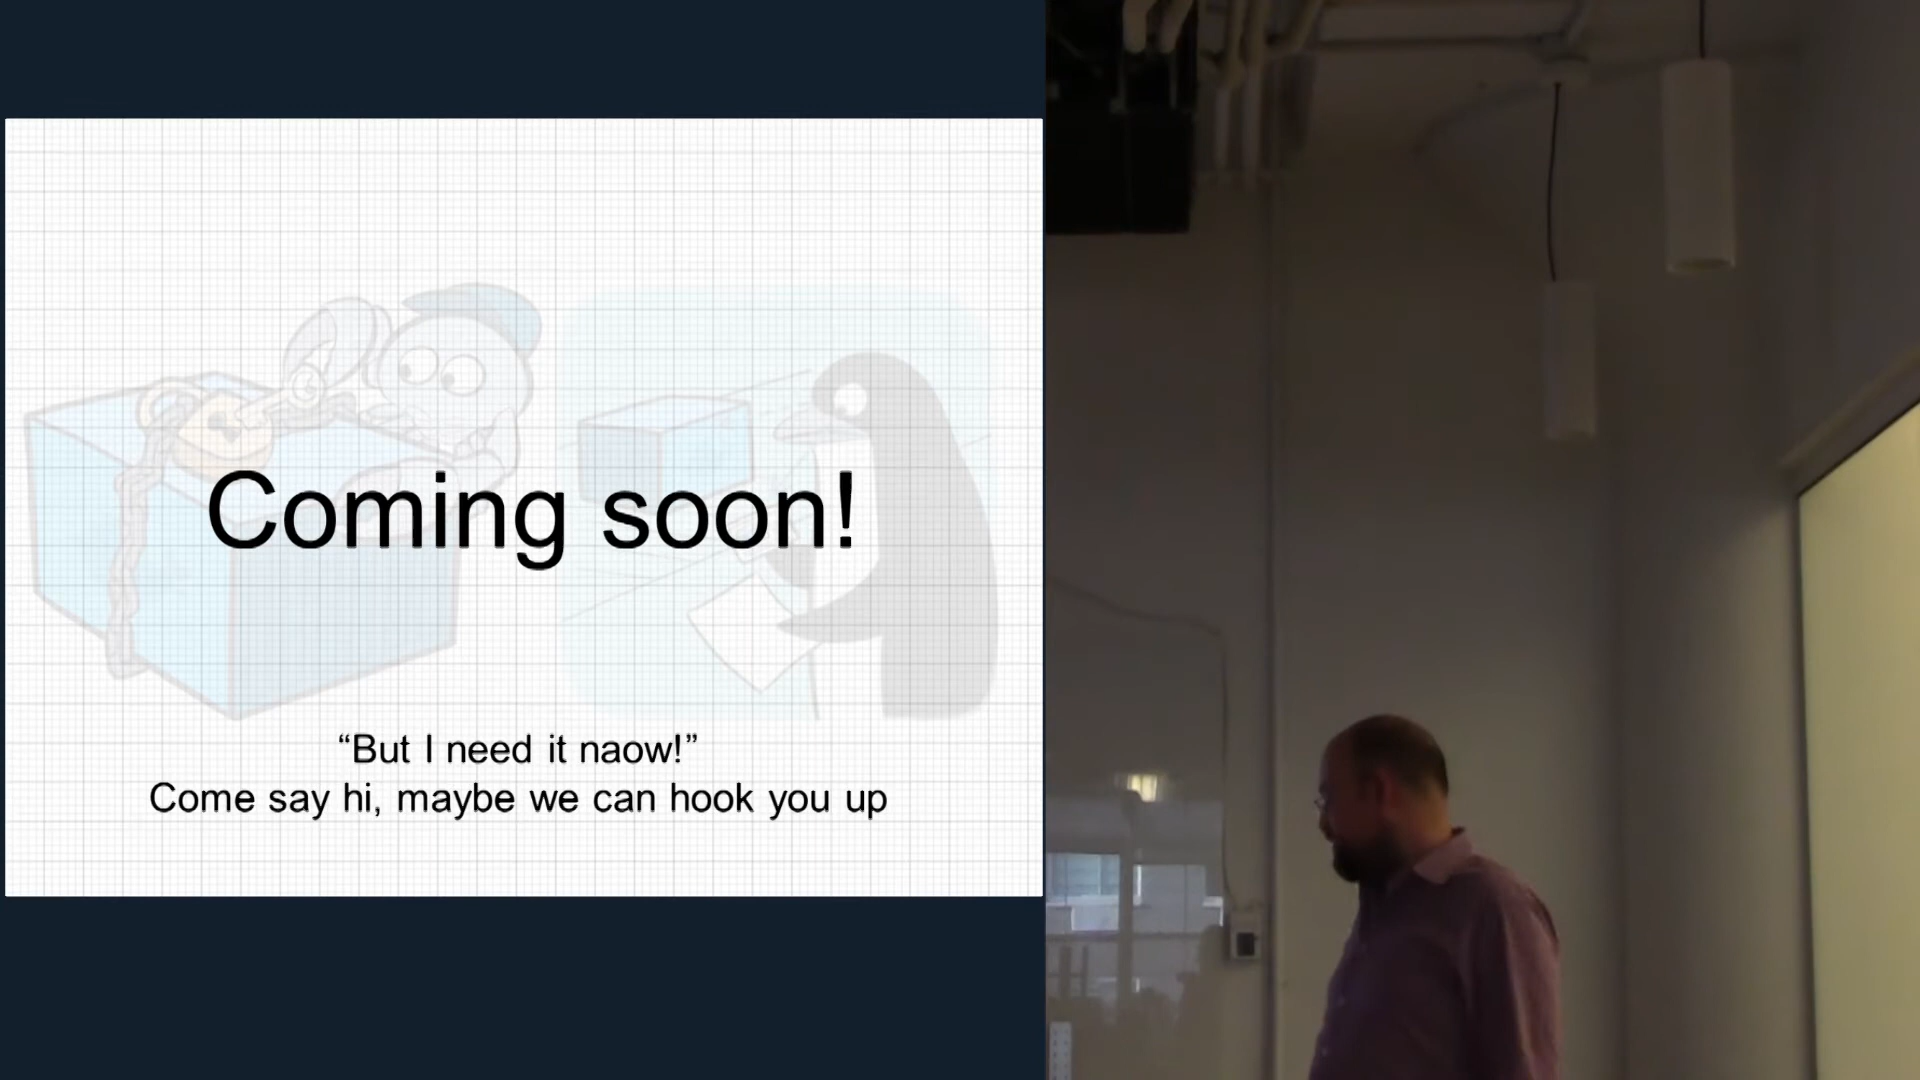 Coming soon!
“But I need it naow!”
Come say hi, maybe we can hook you up